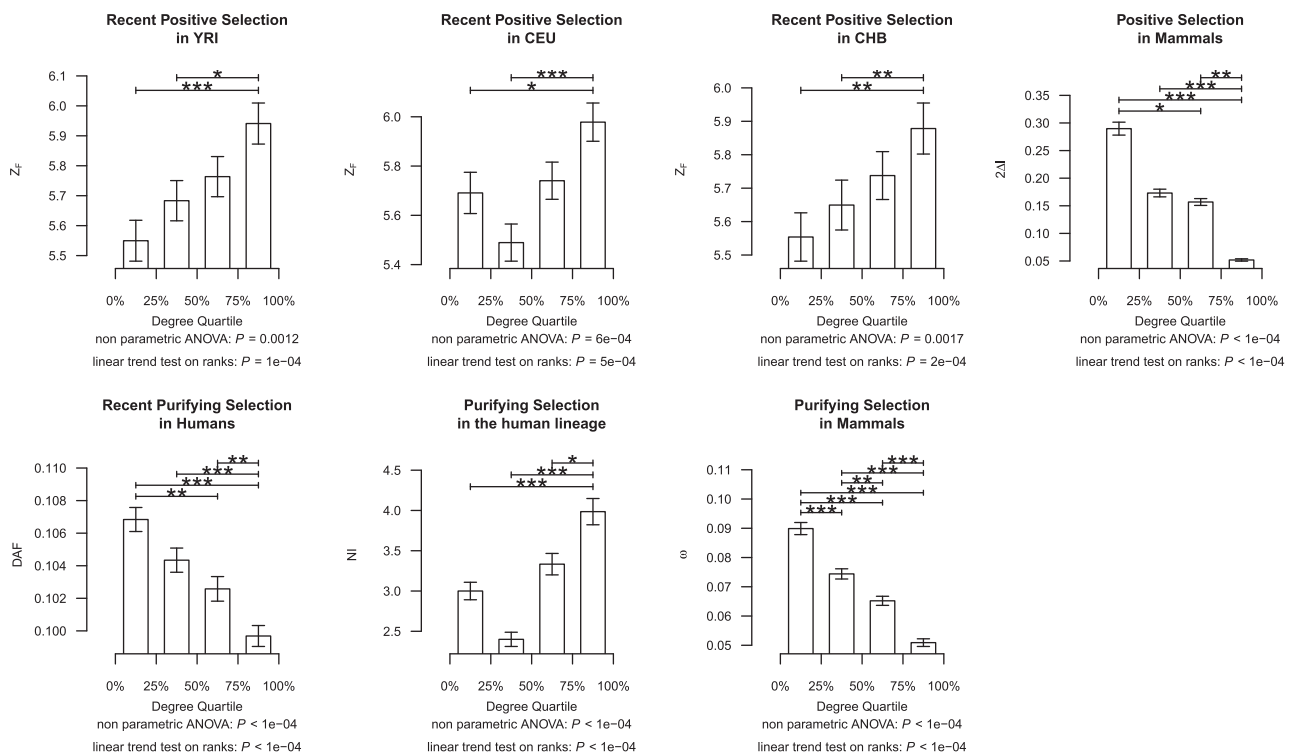 Recent Positive Selection
in YRI
Z_F
6.1
6.0
5.9
5.8
5.7
5.6
5.5
*
***
0% 25% 50% 75% 100%
Degree Quartile
non parametric ANOVA: P = 0.0012
linear trend test on ranks: P = 1e−04
Recent Positive Selection
in CEU
Z_F
6.0
5.8
5.6
5.4
***
*
0% 25% 50% 75% 100%
Degree Quartile
non parametric ANOVA: P = 6e−04
linear trend test on ranks: P = 5e−04
Recent Positive Selection
in CHB
Z_F
6.0
5.9
5.8
5.7
5.6
5.5
**
**
0% 25% 50% 75% 100%
Degree Quartile
non parametric ANOVA: P = 0.0017
linear trend test on ranks: P = 2e−04
Positive Selection
in Mammals
2Δl
0.35
0.30
0.25
0.20
0.15
0.10
0.05
**
***
***
*
0% 25% 50% 75% 100%
Degree Quartile
non parametric ANOVA: P < 1e−04
linear trend test on ranks: P < 1e−04
Recent Purifying Selection
in Humans
DAF
0.110
0.108
0.106
0.104
0.102
0.100
**
***
***
**
0% 25% 50% 75% 100%
Degree Quartile
non parametric ANOVA: P < 1e−04
linear trend test on ranks: P < 1e−04
Purifying Selection
in the human lineage
NI
4.5
4.0
3.5
3.0
2.5
*
***
***
0% 25% 50% 75% 100%
Degree Quartile
non parametric ANOVA: P < 1e−04
linear trend test on ranks: P < 1e−04
Purifying Selection
in Mammals
ω
0.11
0.10
0.09
0.08
0.07
0.06
0.05
***
***
**
***
***
***
0% 25% 50% 75% 100%
Degree Quartile
non parametric ANOVA: P < 1e−04
linear trend test on ranks: P < 1e−04